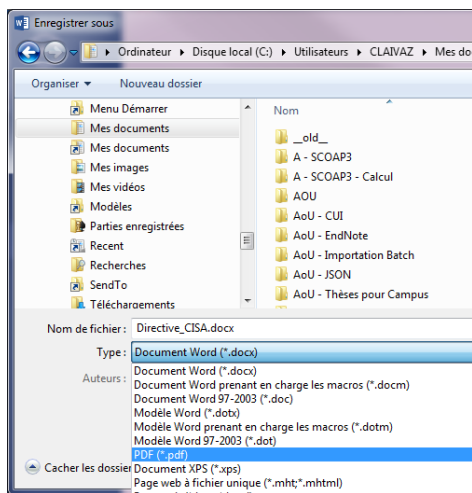 Enregistrer sous
Ordinateur ▸ Disque local (C:) ▸ Utilisateurs ▸ CLAIVAZ ▸ Mes do
Organiser ▾ Nouveau dossier
Menu Démarrer
Mes documents
Mes documents
Mes images
Mes vidéos
Modèles
Parties enregistrées
Recent
Recherches
SendTo
Téléchargements
Nom
__old__
A - SCOAP3
A - SCOAP3 - Calcul
AOU
AoU - CUI
AoU - EndNote
AoU - Importation Batch
AoU - JSON
AoU - Thèses pour Campus
Nom de fichier : Directive_CISA.docx
Type : Document Word (*.docx)
Auteurs :
Document Word (*.docx)
Document Word prenant en charge les macros (*.docm)
Document Word 97-2003 (*.doc)
Modèle Word (*.dotx)
Modèle Word prenant en charge les macros (*.dotm)
Modèle Word 97-2003 (*.dot)
PDF (*.pdf)
Cacher les dossier
Document XPS (*.xps)
Page web à fichier unique (*.mht;*.mhtml)